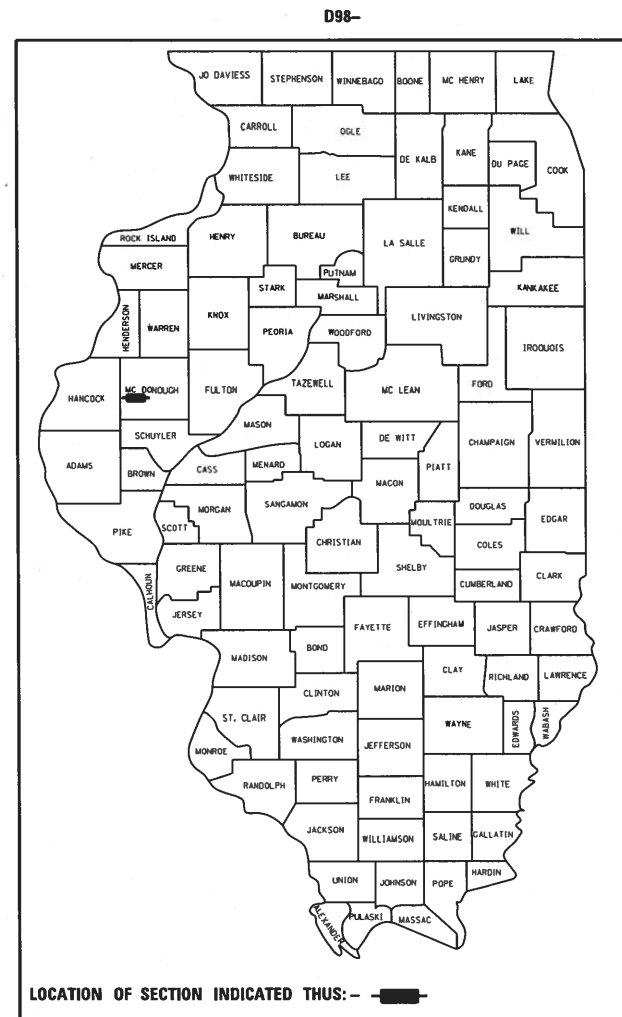 D98-
JO DAVIESS
STEPHENSON
WINNEBAGO
BOONE
MC HENRY
LAKE
CARROLL
OGLE
DE KALB
KANE
DU PAGE
COOK
WHITESIDE
LEE
KENDALL
WILL
ROCK ISLAND
HENRY
BUREAU
LA SALLE
GRUNDY
MERCER
PUTNAM
KANKAKEE
STARK
MARSHALL
HENDERSON
WARREN
KNOX
PEORIA
WOODFORD
LIVINGSTON
IROQUOIS
HANCOCK
MC DONOUGH
FULTON
TAZEWELL
MC LEAN
FORD
MASON
SCHUYLER
LOGAN
DE WITT
CHAMPAIGN
VERMILION
ADAMS
BROWN
CASS
MENARD
MACON
PIATT
MORGAN
SANGAMON
DOUGLAS
EDGAR
PIKE
SCOTT
CHRISTIAN
MOULTRIE
COLES
GREENE
MACOUPIN
MONTGOMERY
SHELBY
CUMBERLAND
CLARK
CALHOUN
JERSEY
FAYETTE
EFFINGHAM
JASPER
CRAWFORD
MADISON
BOND
CLAY
RICHLAND
LAWRENCE
CLINTON
MARION
ST. CLAIR
WAYNE
EDWARDS
WABASH
MONROE
WASHINGTON
JEFFERSON
RANDOLPH
PERRY
HAMILTON
WHITE
FRANKLIN
JACKSON
WILLIAMSON
SALINE
GALLATIN
UNION
JOHNSON
POPE
HARDIN
ALEXANDER
PULASKI
MASSAC
LOCATION OF SECTION INDICATED THUS: -